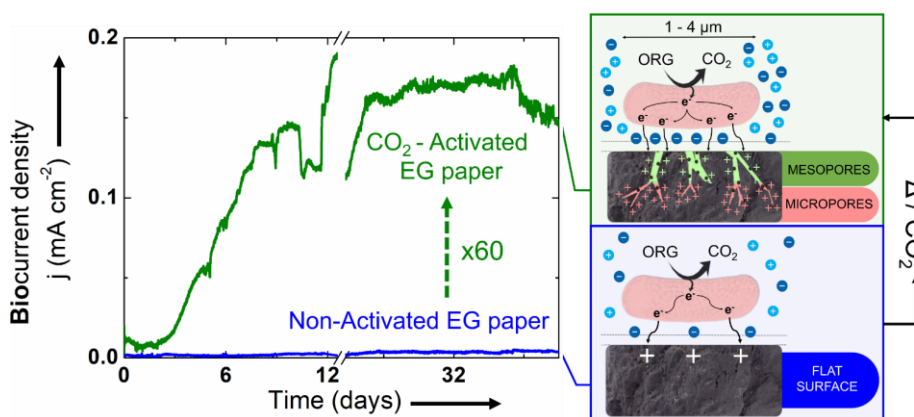 Biocurrent density
j (mA cm-2)
0.2
0.1
0.0
0
6
12
32
Time (days)
CO2 - Activated
EG paper
x60
Non-Activated EG paper
1 - 4 µm
ORG
CO2
e-
e-
e-
e-
e-
MESOPORES
MICROPORES
ORG
CO2
e-
e-
e-
FLAT
SURFACE
CO2